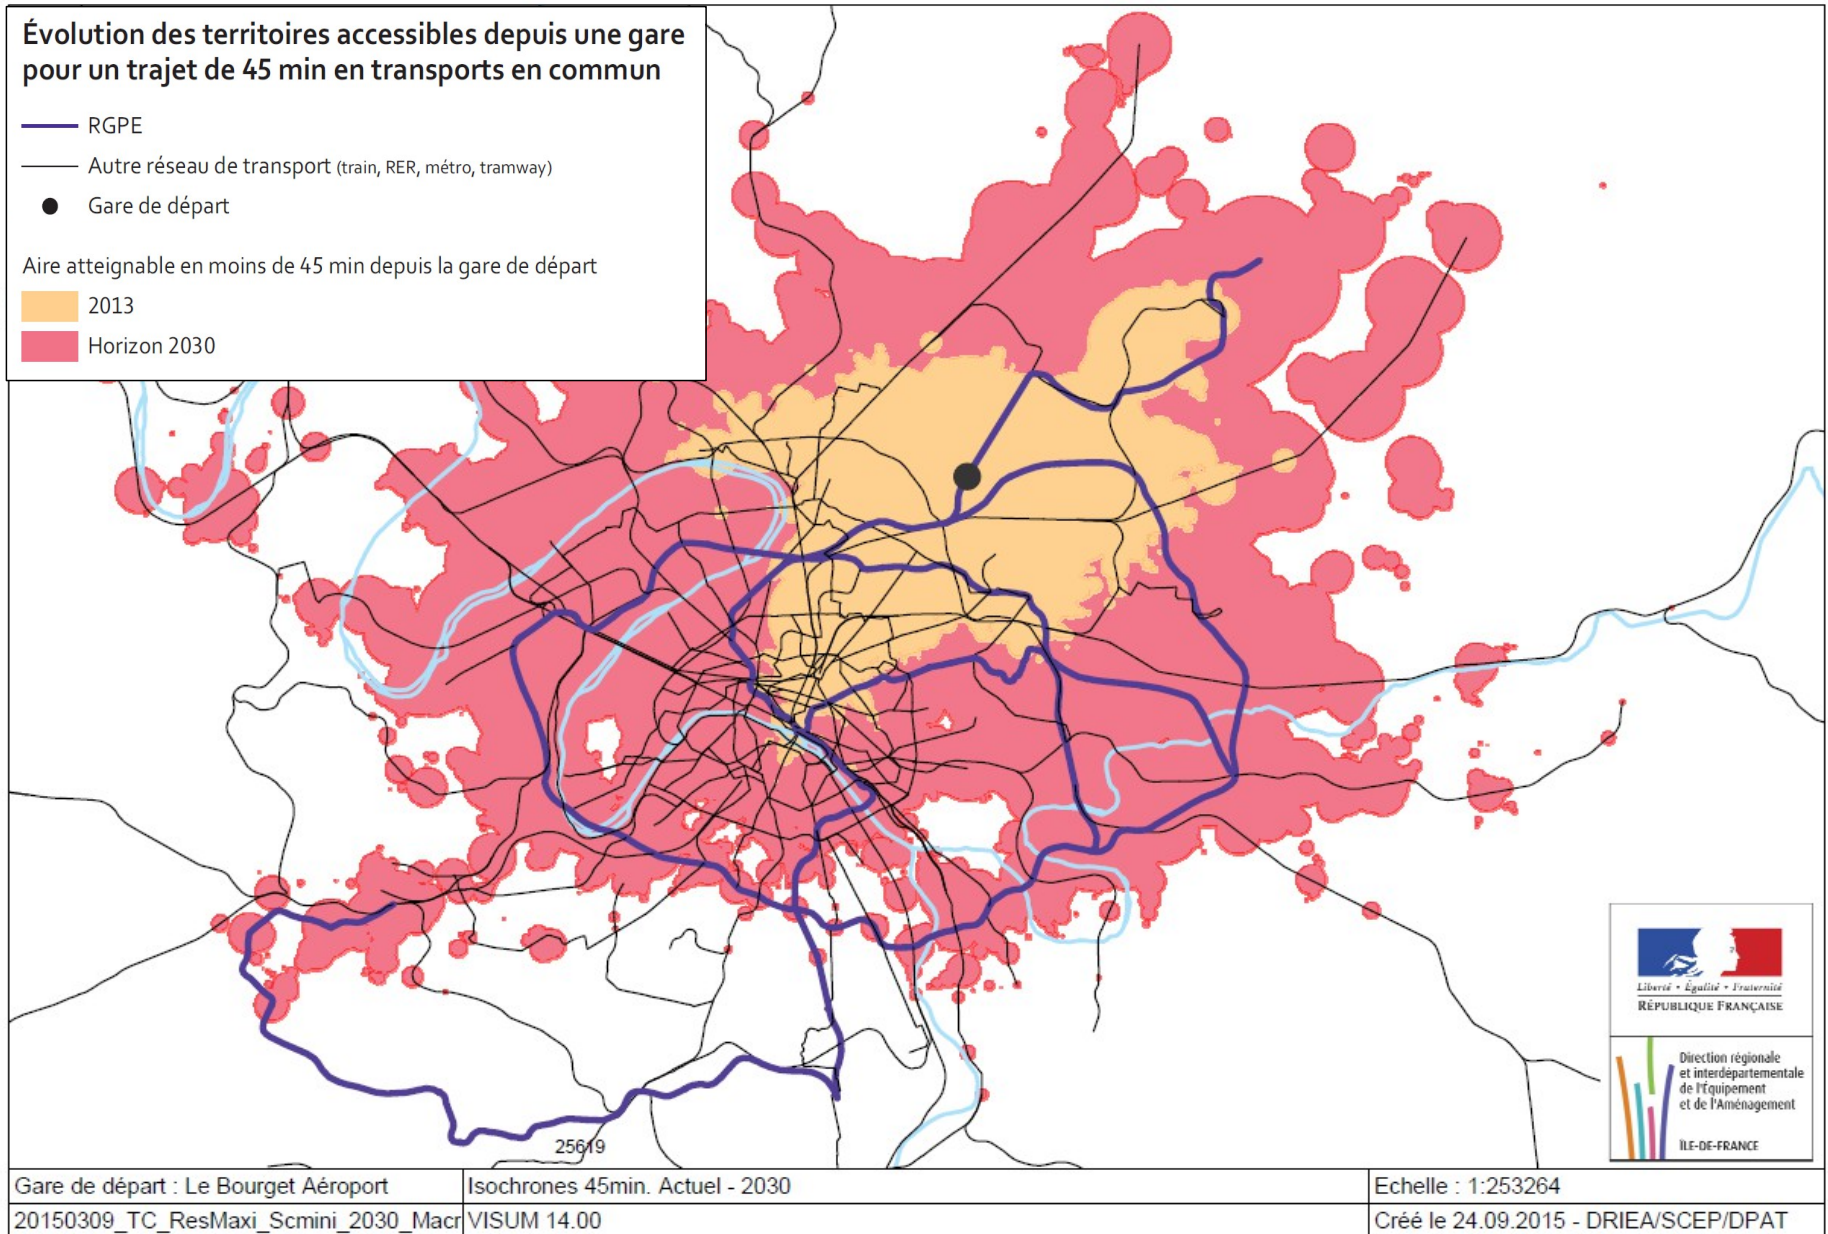 Évolution des territoires accessibles depuis une gare
pour un trajet de 45 min en transports en commun
RGPE
Autre réseau de transport (train, RER, métro, tramway)
Gare de départ
Aire atteignable en moins de 45 min depuis la gare de départ
2013
Horizon 2030
25619
Liberté • Égalité • Fraternité
RÉPUBLIQUE FRANÇAISE
Direction régionale
et interdépartementale
de l'Équipement
et de l'Aménagement
ÎLE-DE-FRANCE
Gare de départ : Le Bourget Aéroport
Isochrones 45min. Actuel - 2030
Echelle : 1:253264
20150309_TC_ResMaxi_Scmini_2030_Macr
VISUM 14.00
Créé le 24.09.2015 - DRIEA/SCEP/DPAT